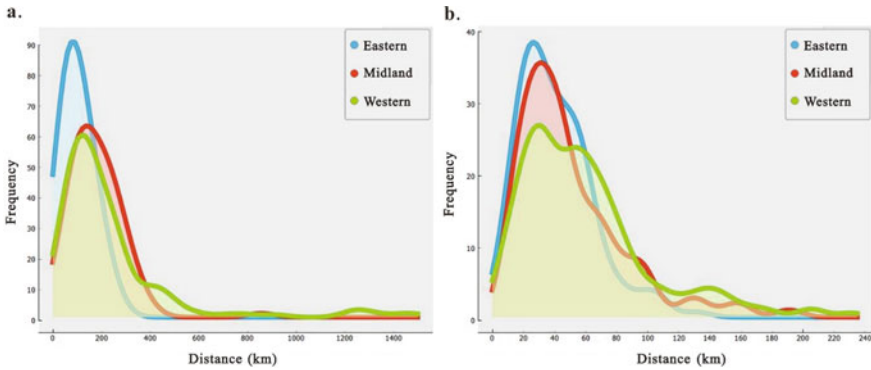 a.
Eastern
Midland
Western
90
80
70
60
50
40
30
20
10
0
Frequency
0 200 400 600 800 1000 1200 1400
Distance (km)
b.
Eastern
Midland
Western
40
30
20
10
0
Frequency
0 20 40 60 80 100 120 140 160 180 200 220 240
Distance (km)